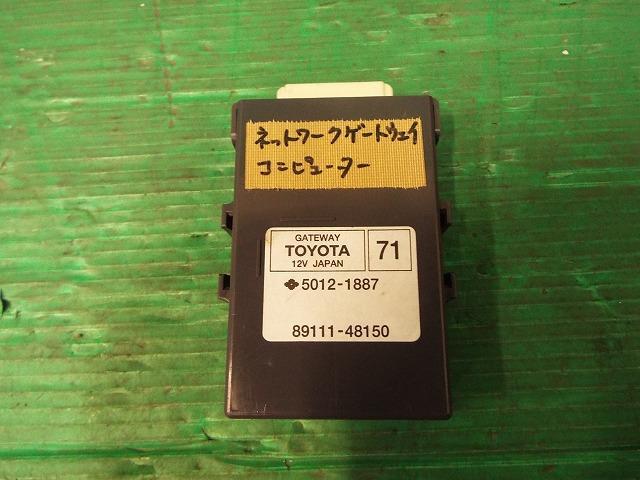 ネットワークゲートウェイ
コンピューター
GATEWAY
TOYOTA 71
12V JAPAN
5012-1887
89111-48150